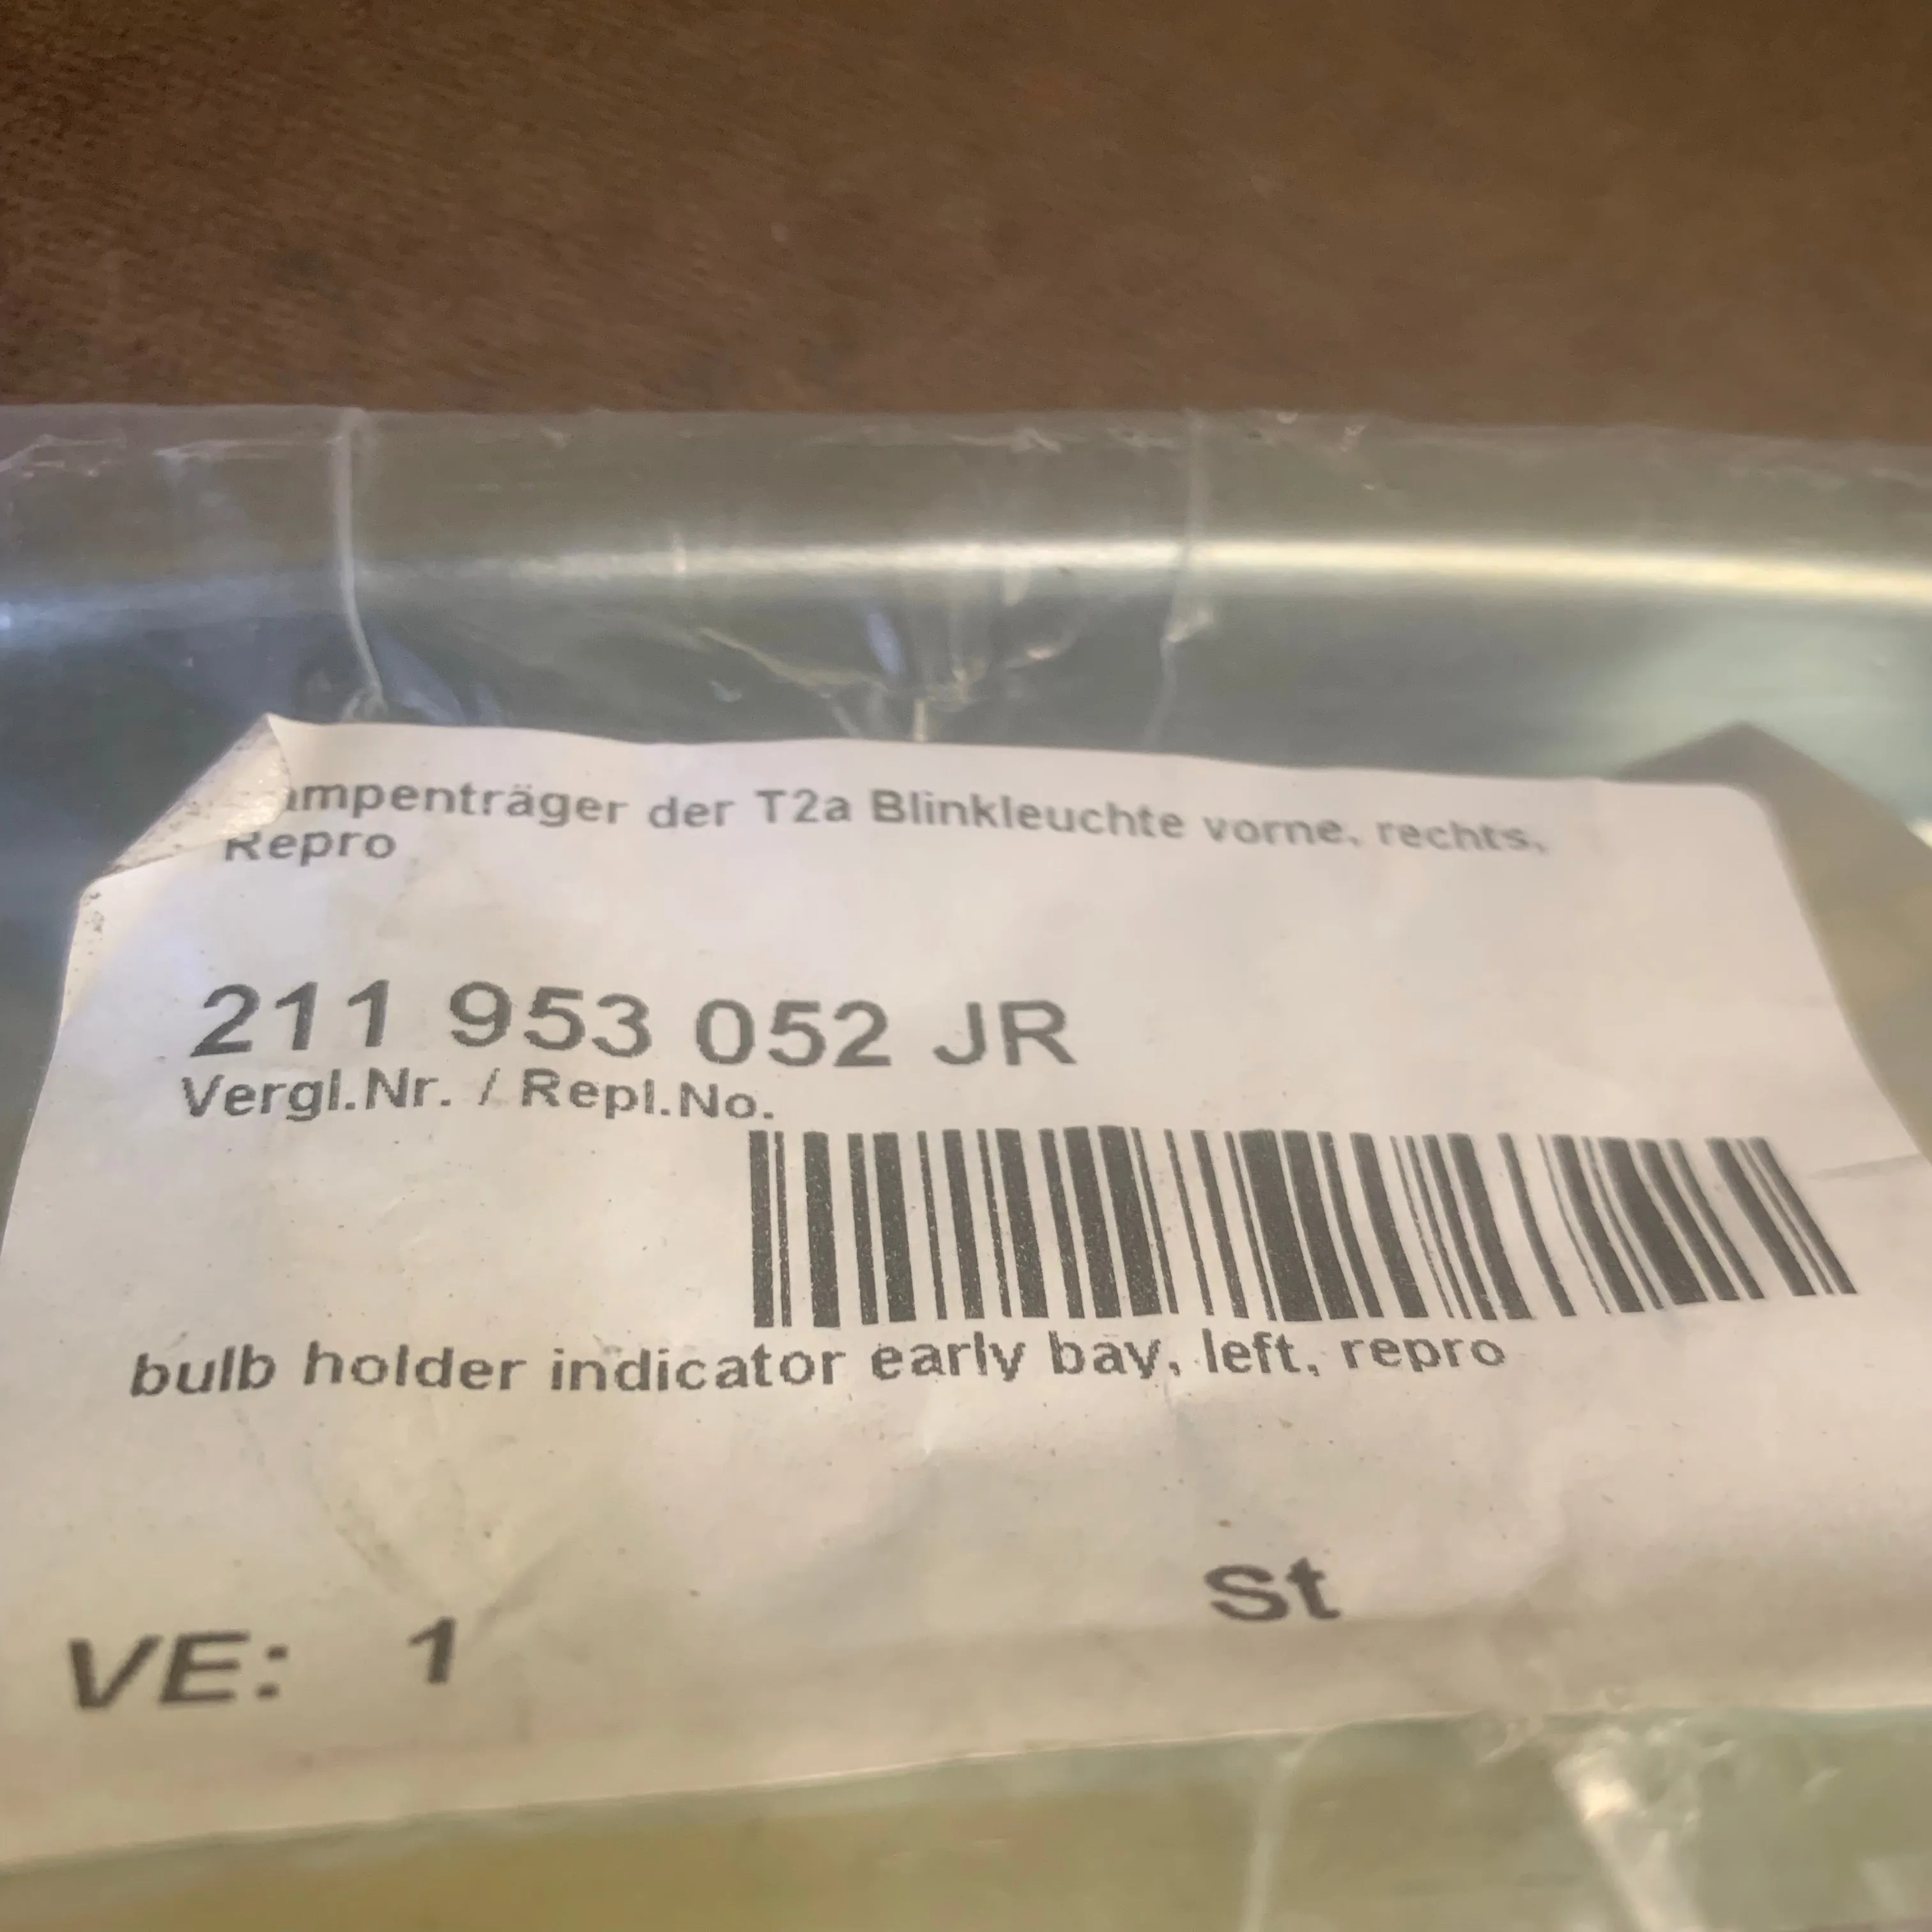 ampenträger der T2a Blinkleuchte vorne, rechts,
Repro
211 953 052 JR
Vergl.Nr. / Repl.No.
bulb holder indicator early bay, left, repro
St
VE: 1